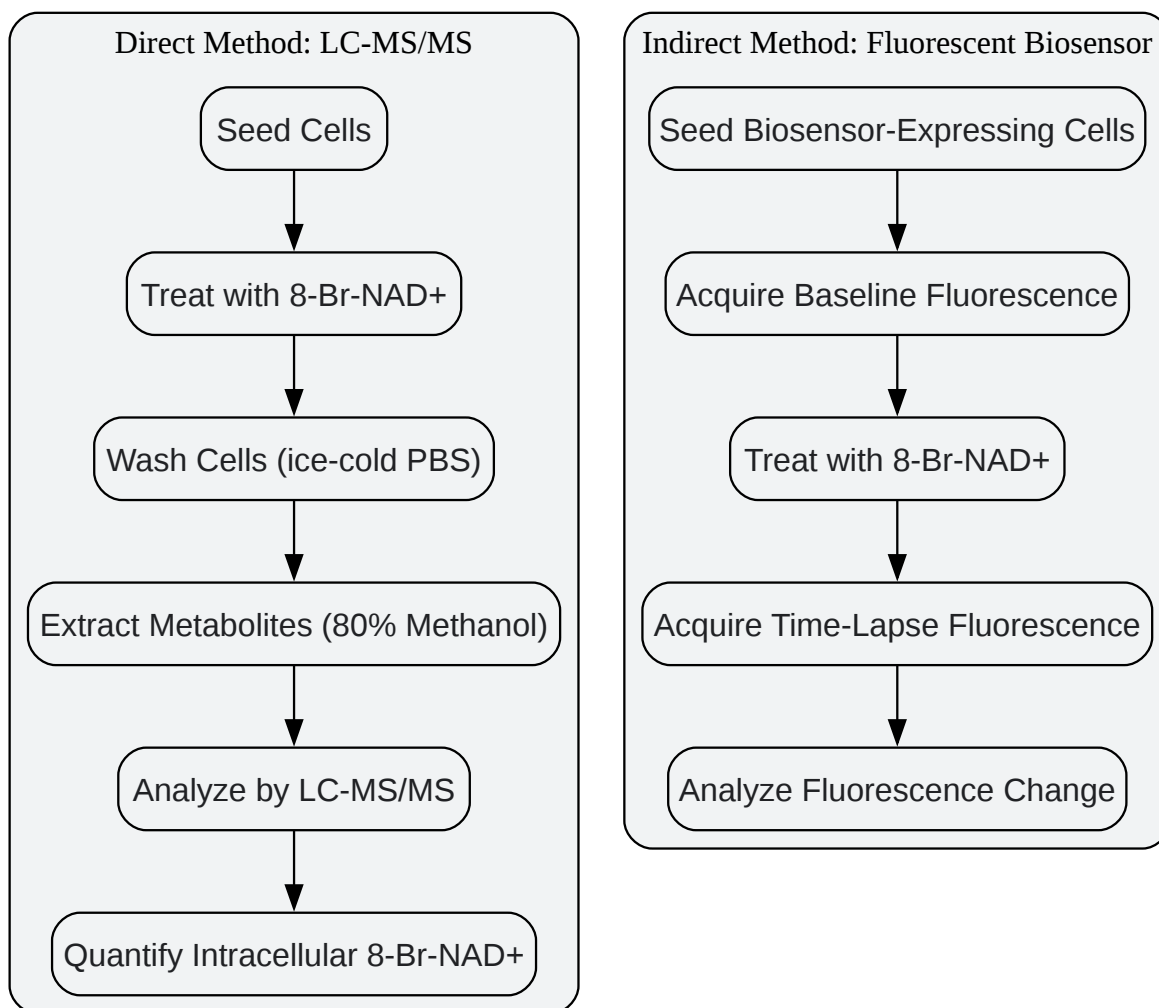 Direct Method: LC-MS/MS
Seed Cells
Treat with 8-Br-NAD+
Wash Cells (ice-cold PBS)
Extract Metabolites (80% Methanol)
Analyze by LC-MS/MS
Quantify Intracellular 8-Br-NAD+
Indirect Method: Fluorescent Biosensor
Seed Biosensor-Expressing Cells
Acquire Baseline Fluorescence
Treat with 8-Br-NAD+
Acquire Time-Lapse Fluorescence
Analyze Fluorescence Change